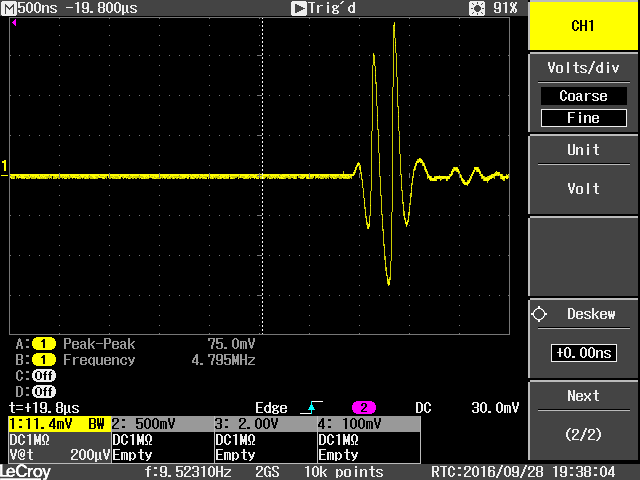 M 500ns -19.800µs Trig'd 91%
CH1
Volts/div
Coarse
Fine
Unit
Volt
1
Deskew
+0.00ns
Next
(2/2)
A: 1 Peak-Peak 75.0mV
B: 1 Frequency 4.795MHz
C: Off
D: Off
t=+19.8µs Edge 2 DC 30.0mV
1:11.4mV BW 2: 500mV 3: 2.00V 4: 100mV
DC1MΩ DC1MΩ DC1MΩ DC1MΩ
V@t 200µV Empty Empty Empty
LeCroy f:9.52310Hz 2GS 10k points RTC:2016/09/28 19:38:04